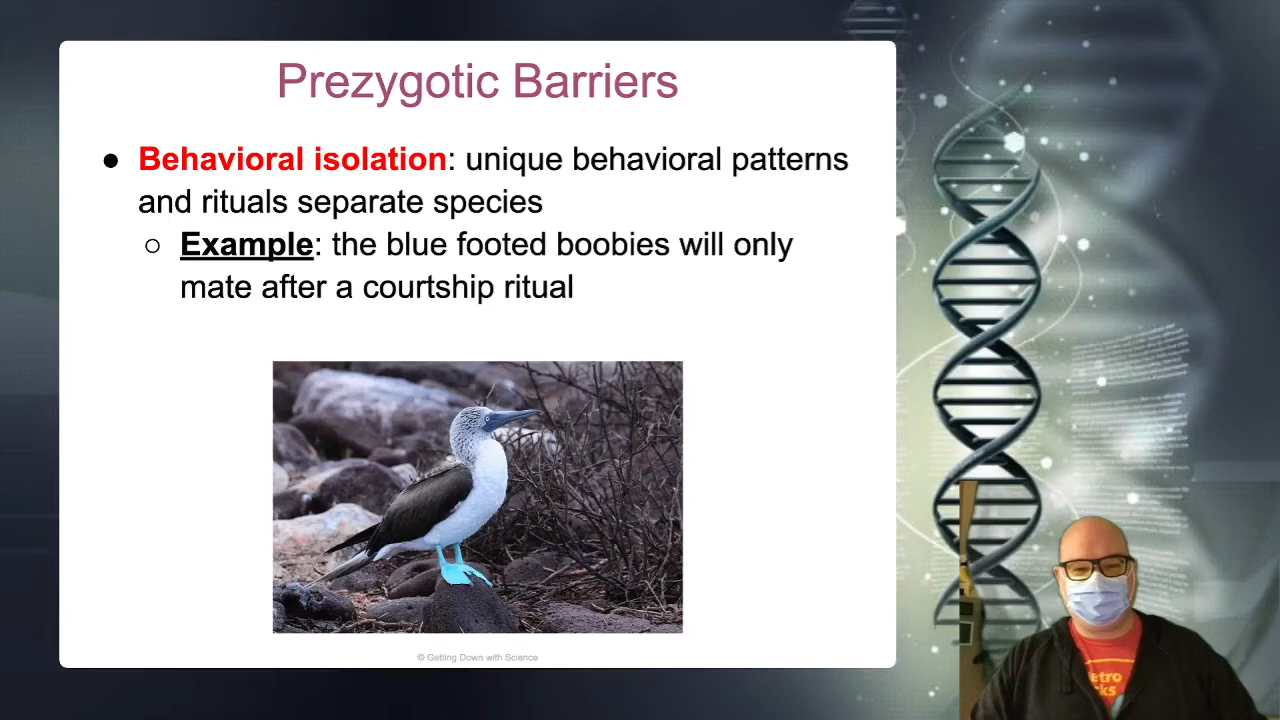 Prezygotic Barriers
● Behavioral isolation: unique behavioral patterns
and rituals separate species
○ Example: the blue footed boobies will only
mate after a courtship ritual
© Getting Down with Science